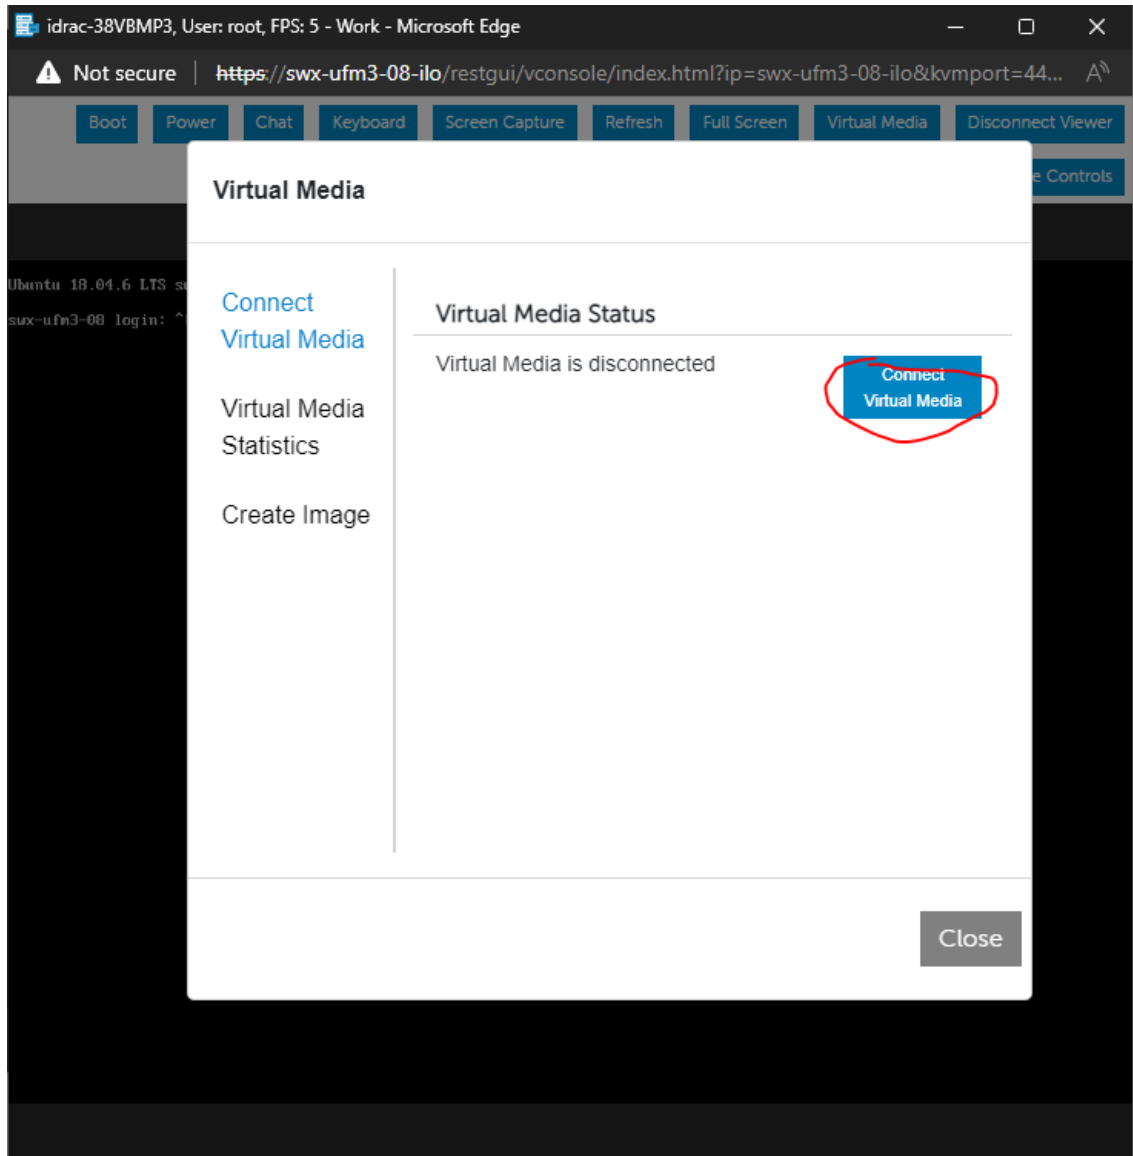 idrac-38VBMP3, User: root, FPS: 5 - Work - Microsoft Edge
Not secure | https://swx-ufm3-08-ilo/restgui/vconsole/index.html?ip=swx-ufm3-08-ilo&kvmport=44...
Boot Power Chat Keyboard Screen Capture Refresh Full Screen Virtual Media Disconnect Viewer
Controls
Virtual Media
Ubuntu 18.04.6 LTS
swx-ufm3-08 login: ^
Connect
Virtual Media
Virtual Media
Statistics
Create Image
Virtual Media Status
Virtual Media is disconnected
Connect
Virtual Media
Close